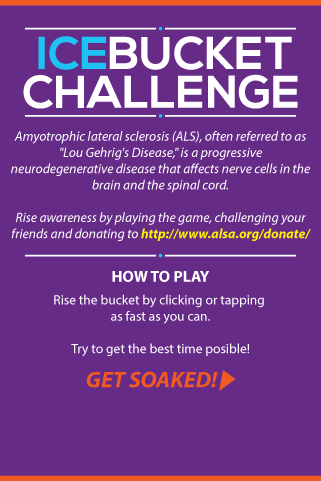 ICEBUCKET
CHALLENGE
Amyotrophic lateral sclerosis (ALS), often referred to as
"Lou Gehrig's Disease," is a progressive
neurodegenerative disease that affects nerve cells in the
brain and the spinal cord.
Rise awareness by playing the game, challenging your
friends and donating to http://www.alsa.org/donate/
HOW TO PLAY
Rise the bucket by clicking or tapping
as fast as you can.
Try to get the best time posible!
GET SOAKED!